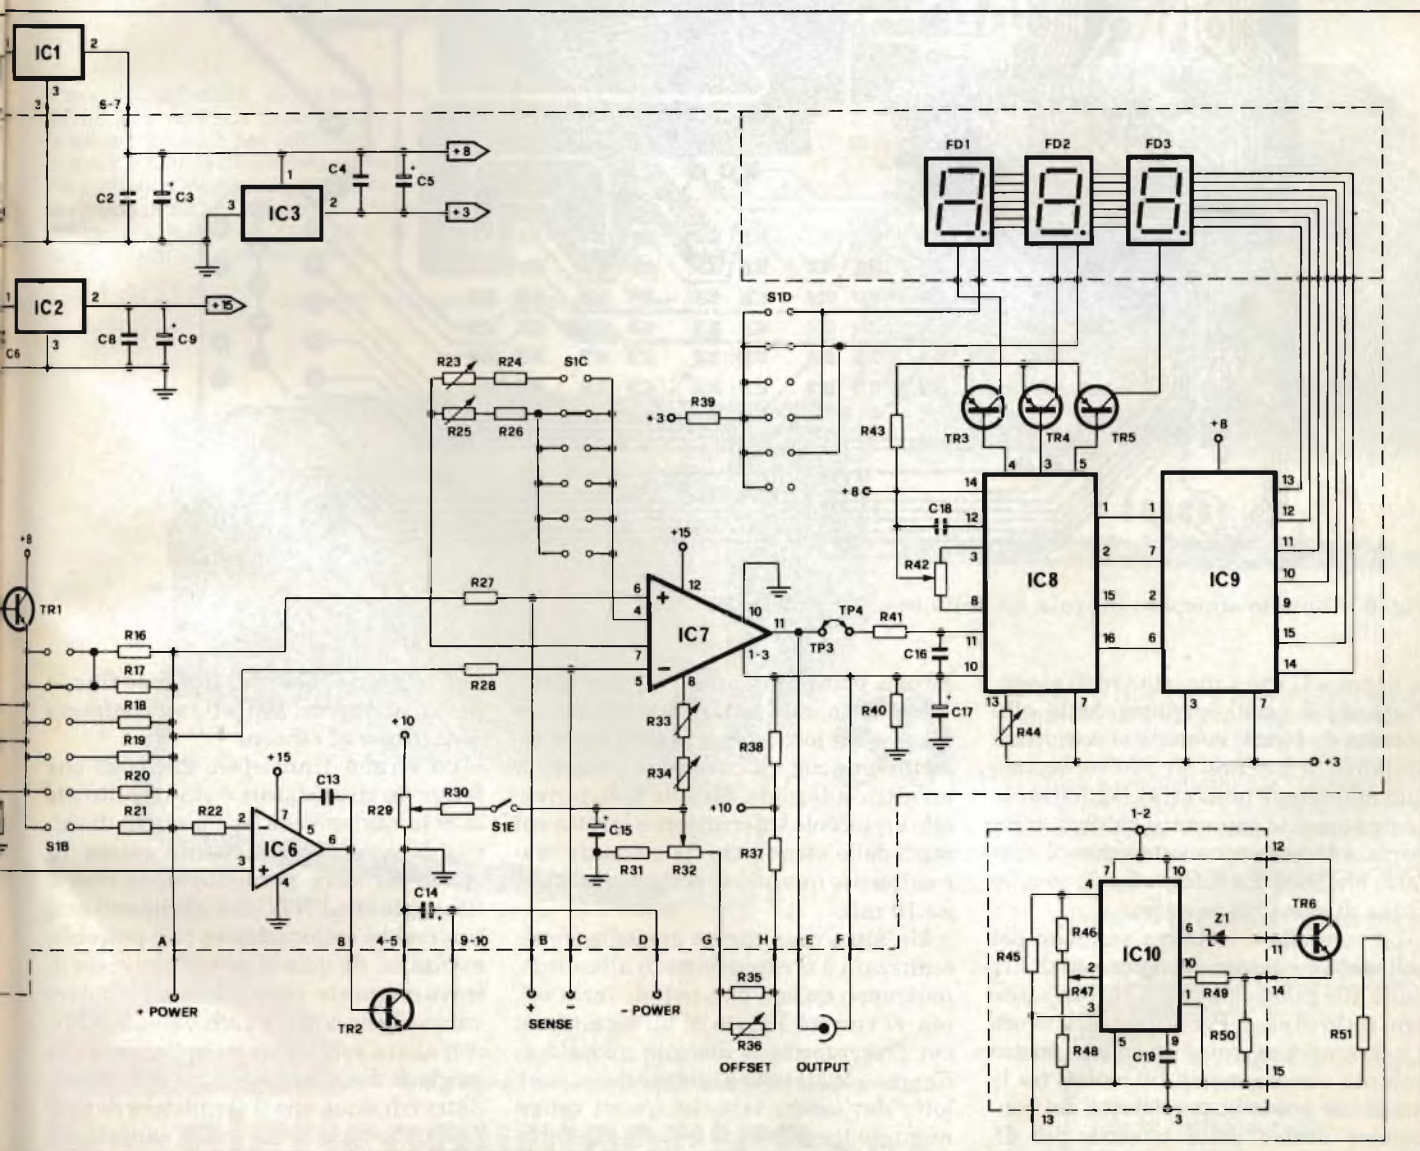 IC1
1
2
3
3
S-7
+8
C2
C3
+
1
3
IC3
2
C4
C5
+
+3
IC2
1
2
3
+15
C6
C8
C9
+
FD1
FD2
FD3
S1D
R23
R24
S1C
R25
R26
+3
R39
R43
TR3
TR4
TR5
+8
4
3
5
+8
14
12
C18
3
R42
8
11
10
13
7
IC8
1
2
15
16
1
7
2
6
IC9
13
12
11
10
9
15
14
3
7
+8
TR1
R16
R17
R18
R19
R20
R21
S1B
R27
R28
+15
6
12
4
+
IC7
10
11
1-3
7
5
–
8
TP4
TP3
R41
C16
R40
C17
+
R44
+3
R33
R34
R38
+10
R37
+10
R29
R30
S1E
C15
+
R31
R32
+15
R22
2
7
5
C13
–
IC6
6
3
+
4
C14
+
A
8
4-5
9-10
B
C
D
G
H
E
F
+ POWER
TR2
+ –
SENSE
– POWER
R35
R36
OFFSET
OUTPUT
1-2
12
7
10
4
R46
R45
2
R47
3
R48
IC10
6
Z1
11
TR6
10
R49
14
1
R50
R51
5
9
C19
15
13
3